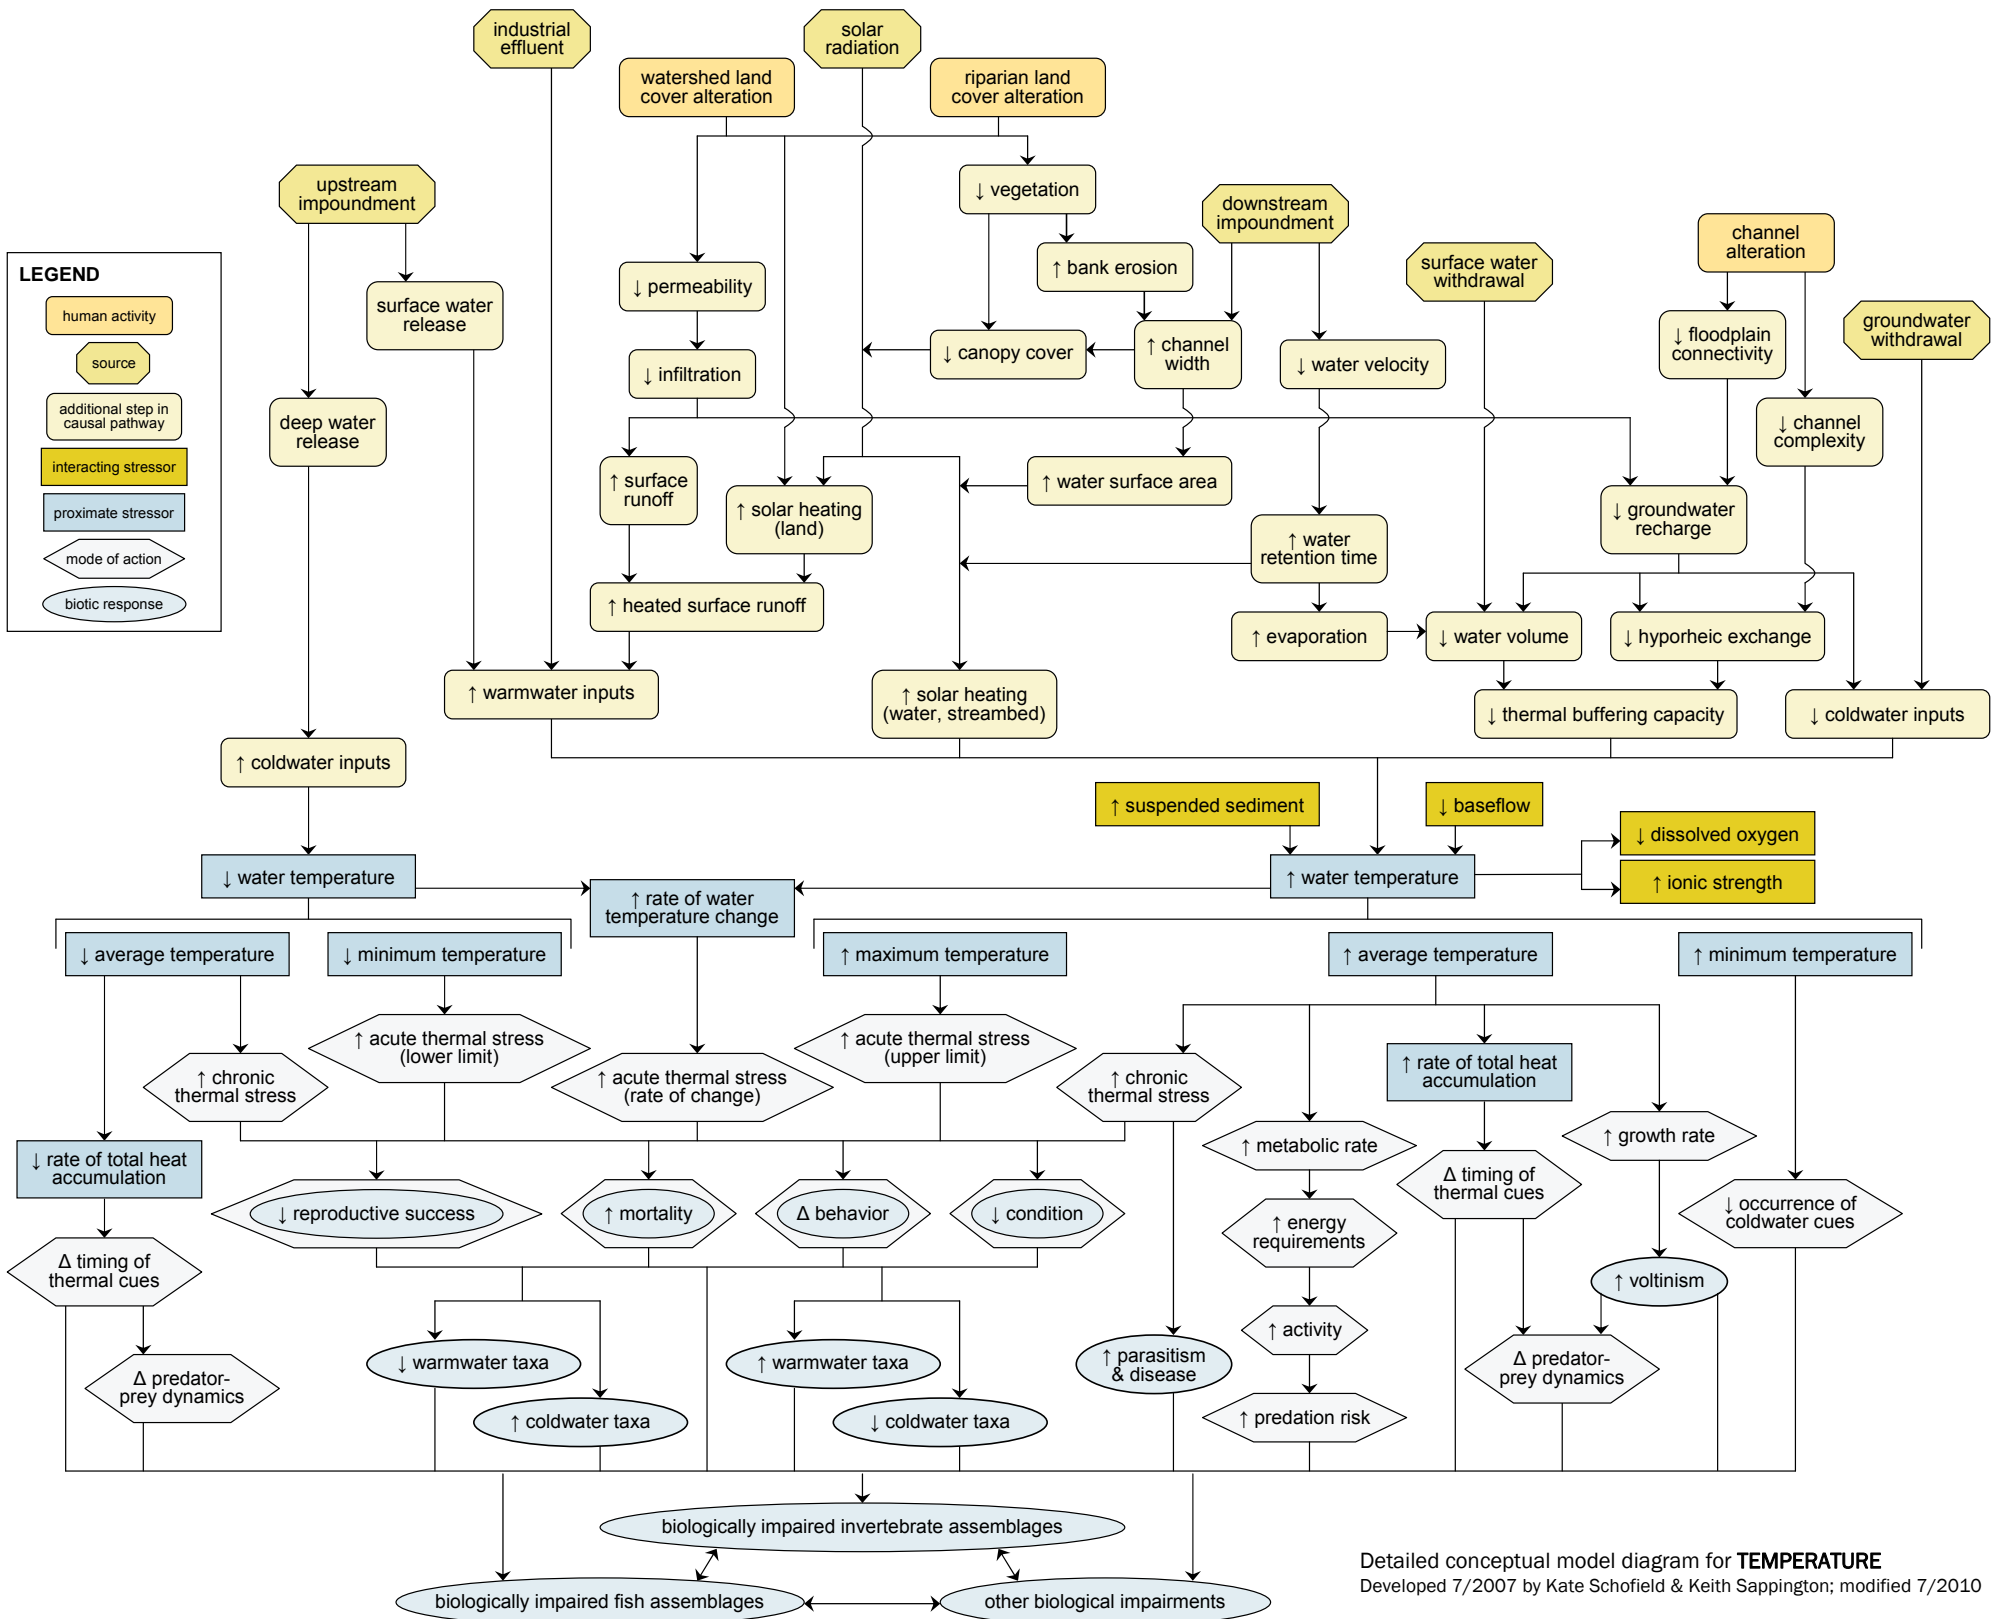 industrial
effluent
solar
radiation
watershed land
cover alteration
riparian land
cover alteration
upstream
impoundment
↓ vegetation
downstream
impoundment
channel
alteration
↑ bank erosion
surface water
withdrawal
LEGEND
human activity
source
additional step in
causal pathway
interacting stressor
proximate stressor
mode of action
biotic response
surface water
release
↓ permeability
↓ floodplain
connectivity
groundwater
withdrawal
↓ infiltration
↓ canopy cover
↑ channel
width
↓ water velocity
deep water
release
↓ channel
complexity
↑ surface
runoff
↑ solar heating
(land)
↑ water surface area
↓ groundwater
recharge
↑ water
retention time
↑ heated surface runoff
↑ evaporation
↓ water volume
↓ hyporheic exchange
↑ warmwater inputs
↑ solar heating
(water, streambed)
↓ thermal buffering capacity
↓ coldwater inputs
↑ coldwater inputs
↑ suspended sediment
↓ baseflow
↓ dissolved oxygen
↓ water temperature
↑ rate of water
temperature change
↑ water temperature
↑ ionic strength
↓ average temperature
↓ minimum temperature
↑ maximum temperature
↑ average temperature
↑ minimum temperature
↑ chronic
thermal stress
↑ acute thermal stress
(lower limit)
↑ acute thermal stress
(rate of change)
↑ acute thermal stress
(upper limit)
↑ chronic
thermal stress
↑ rate of total heat
accumulation
↑ metabolic rate
↑ growth rate
↓ rate of total heat
accumulation
Δ timing of
thermal cues
↓ reproductive success
↑ mortality
Δ behavior
↓ condition
↑ energy
requirements
↓ occurrence of
coldwater cues
Δ timing of
thermal cues
↑ voltinism
↑ activity
↓ warmwater taxa
↑ warmwater taxa
↑ parasitism
& disease
Δ predator-
prey dynamics
Δ predator-
prey dynamics
↑ coldwater taxa
↓ coldwater taxa
↑ predation risk
biologically impaired invertebrate assemblages
biologically impaired fish assemblages
other biological impairments
Detailed conceptual model diagram for TEMPERATURE
Developed 7/2007 by Kate Schofield & Keith Sappington; modified 7/2010